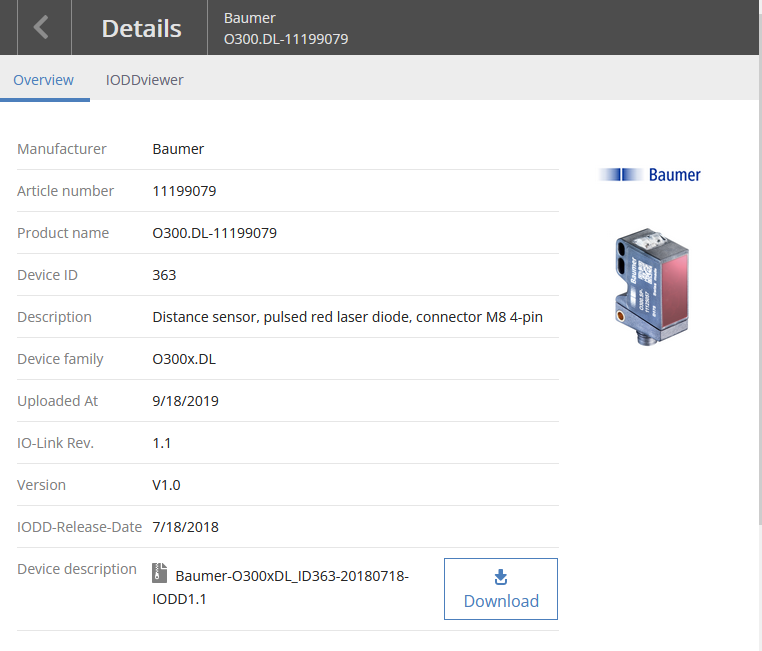 Details
Baumer
O300.DL-11199079
Overview IODDviewer
Manufacturer Baumer
Article number 11199079
Product name O300.DL-11199079
Device ID 363
Description Distance sensor, pulsed red laser diode, connector M8 4-pin
Device family O300x.DL
Uploaded At 9/18/2019
IO-Link Rev. 1.1
Version V1.0
IODD-Release-Date 7/18/2018
Device description Baumer-O300xDL_ID363-20180718-
IODD1.1
Download
Baumer
Baumer